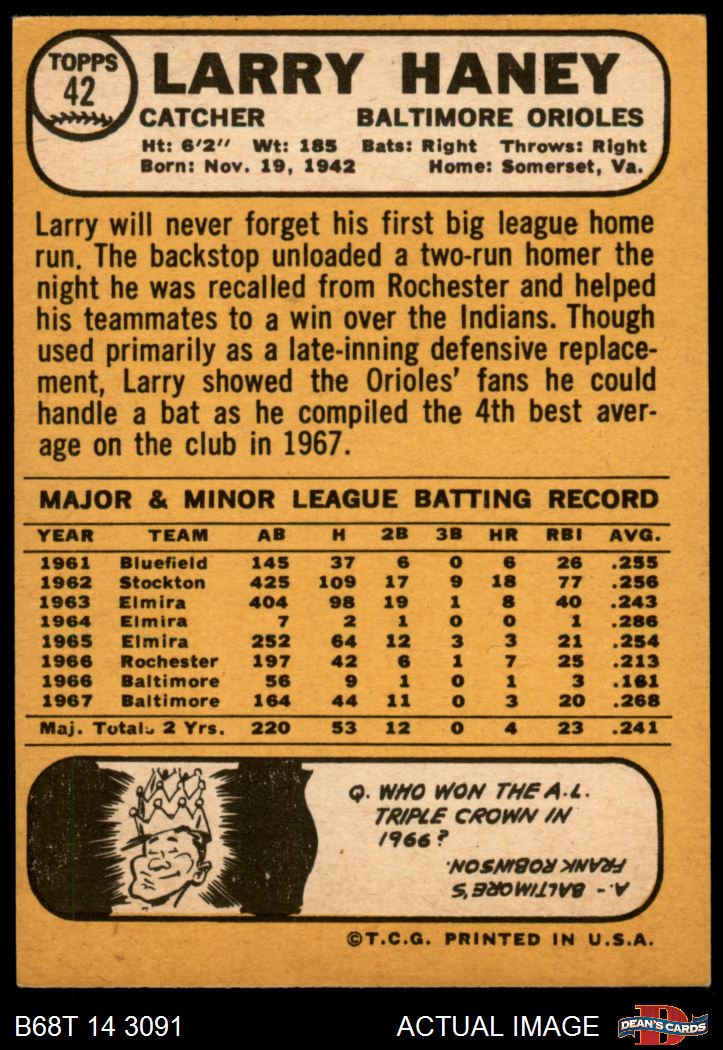 TOPPS
42
LARRY HANEY
CATCHER BALTIMORE ORIOLES
Ht: 6'2" Wt: 185 Bats: Right Throws: Right
Born: Nov. 19, 1942 Home: Somerset, Va.
Larry will never forget his first big league home
run. The backstop unloaded a two-run homer the
night he was recalled from Rochester and helped
his teammates to a win over the Indians. Though
used primarily as a late-inning defensive replace-
ment, Larry showed the Orioles' fans he could
handle a bat as he compiled the 4th best aver-
age on the club in 1967.
MAJOR & MINOR LEAGUE BATTING RECORD
YEAR TEAM AB H 2B 3B HR RBI AVG.
1961 Bluefield 145 37 6 0 6 26 .255
1962 Stockton 425 109 17 9 18 77 .256
1963 Elmira 404 98 19 1 8 40 .243
1964 Elmira 7 2 1 0 0 1 .286
1965 Elmira 252 64 12 3 3 21 .254
1966 Rochester 197 42 6 1 7 25 .213
1966 Baltimore 56 9 1 0 1 3 .161
1967 Baltimore 164 44 11 0 3 20 .268
Maj. Totals 2 Yrs. 220 53 12 0 4 23 .241
Q. WHO WON THE A.L.
TRIPLE CROWN IN
1966?
A.- BALTIMORE'S
FRANK ROBINSON.
©T.C.G. PRINTED IN U.S.A.
B68T 14 3091 ACTUAL IMAGE
D
DEAN'S CARDS